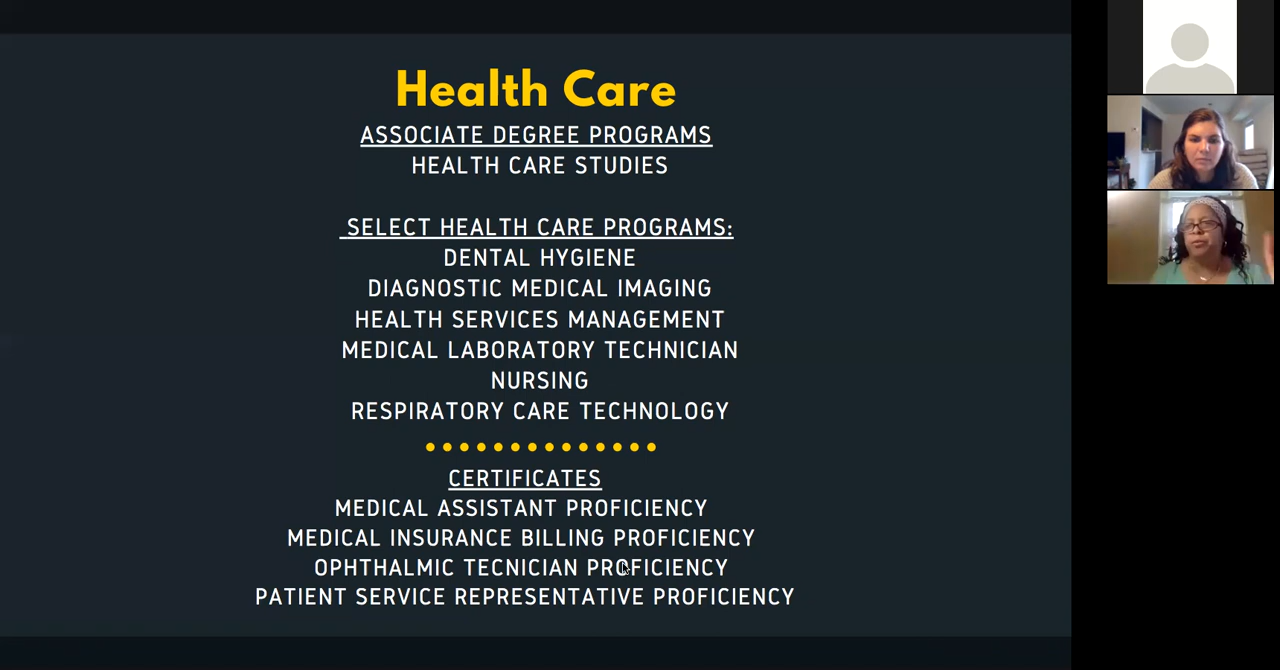 Health Care
ASSOCIATE DEGREE PROGRAMS
HEALTH CARE STUDIES
SELECT HEALTH CARE PROGRAMS:
DENTAL HYGIENE
DIAGNOSTIC MEDICAL IMAGING
HEALTH SERVICES MANAGEMENT
MEDICAL LABORATORY TECHNICIAN
NURSING
RESPIRATORY CARE TECHNOLOGY
CERTIFICATES
MEDICAL ASSISTANT PROFICIENCY
MEDICAL INSURANCE BILLING PROFICIENCY
OPHTHALMIC TECNICIAN PROFICIENCY
PATIENT SERVICE REPRESENTATIVE PROFICIENCY